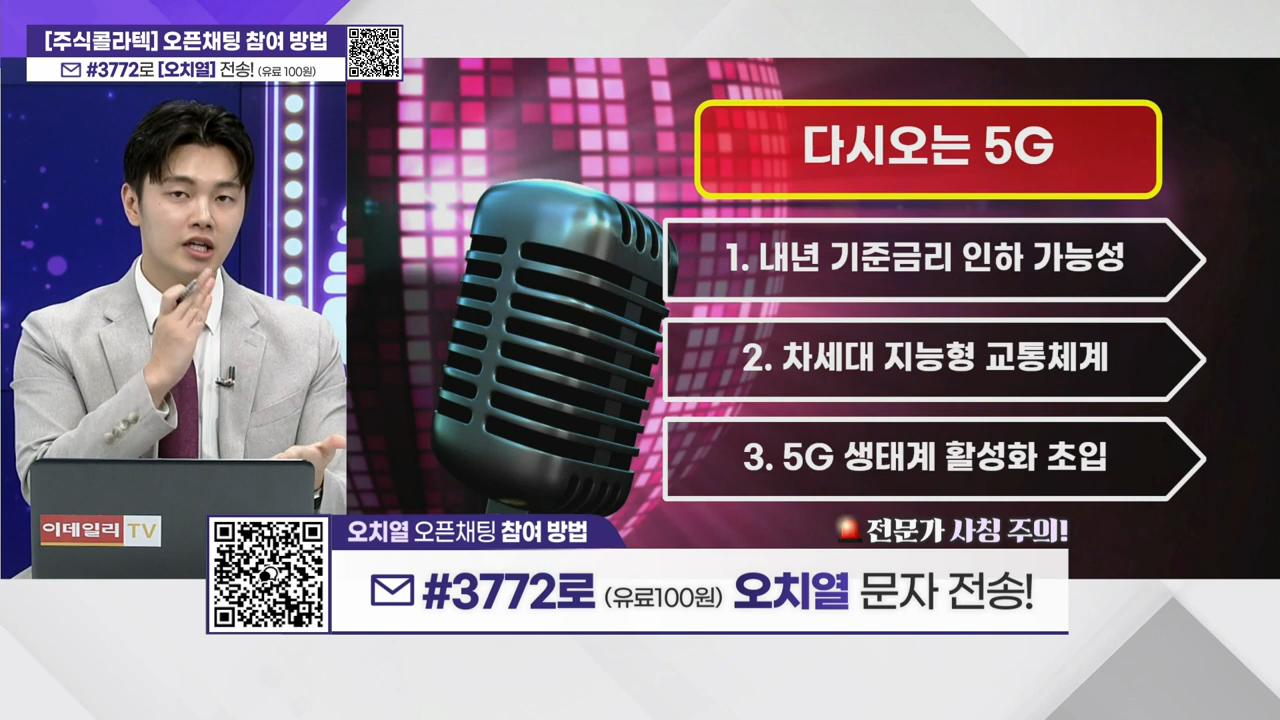 [주식콜라텍] 오픈채팅 참여 방법
#3772로 [오치열] 전송! (유료 100원)
다시오는 5G
1. 내년 기준금리 인하 가능성
2. 차세대 지능형 교통체계
3. 5G 생태계 활성화 초입
이데일리 TV
오치열 오픈채팅 참여 방법
전문가 사칭 주의!
#3772로 (유료100원) 오치열 문자 전송!